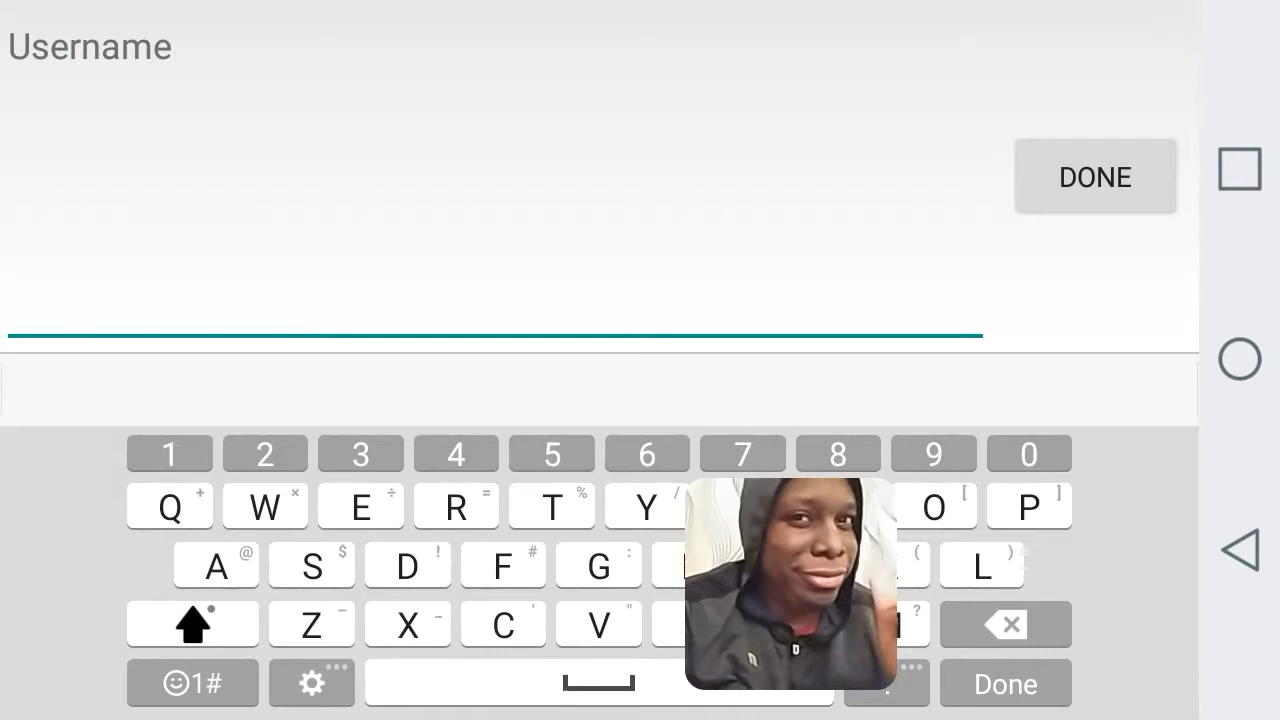 Username
DONE
1 2 3 4 5 6 7 8 9 0
Q + W × E ÷ R = T % Y / O [ P ]
A @ S $ D ! F # G : ( L )
Z _ X - C ' V " ?
1# . Done